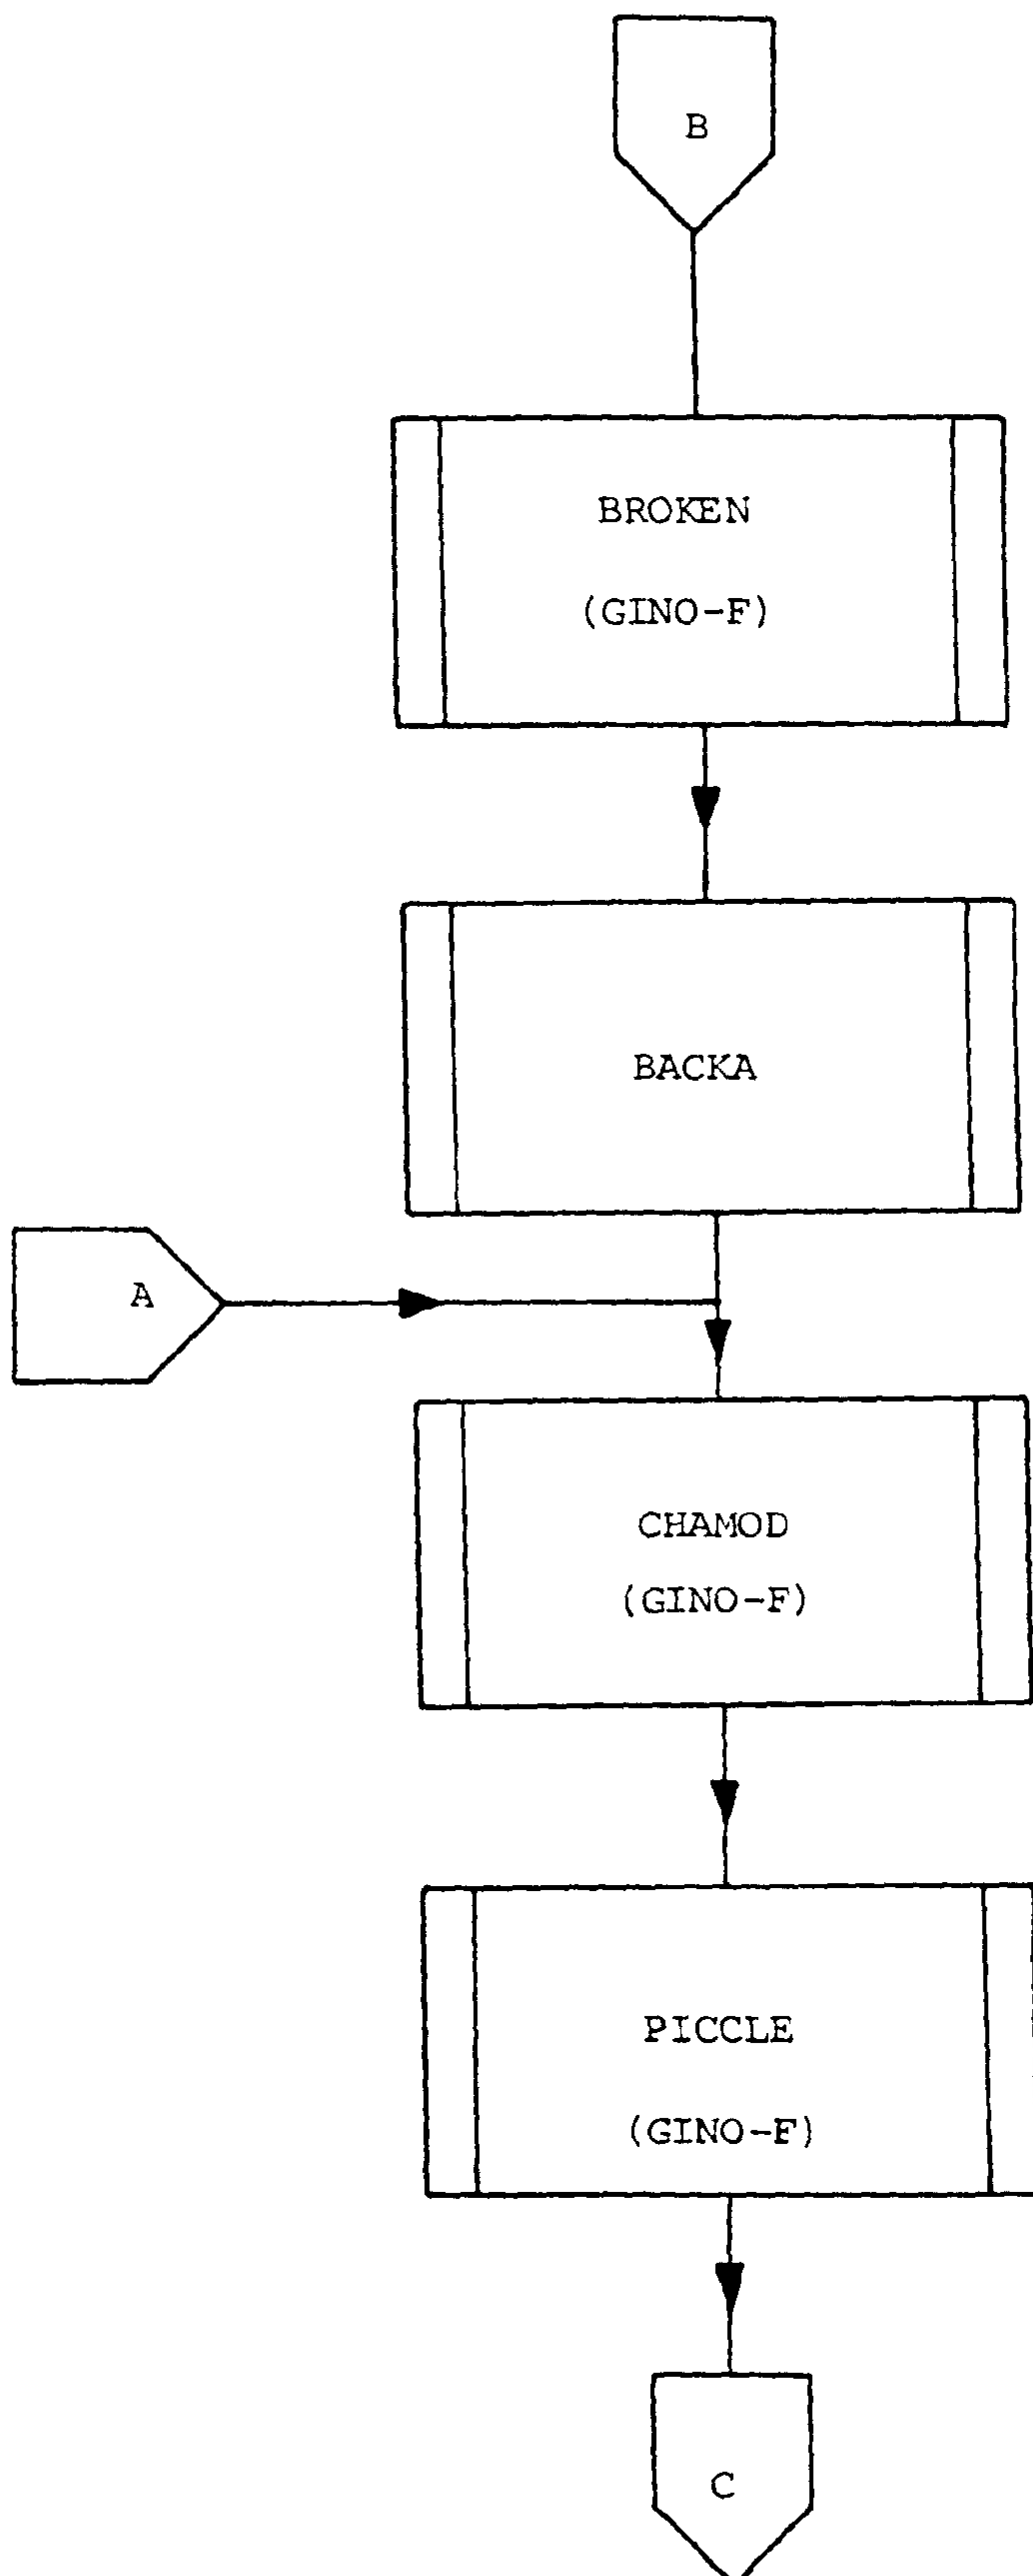 B
BROKEN
(GINO-F)
BACKA
A
CHAMOD
(GINO-F)
PICCLE
(GINO-F)
C